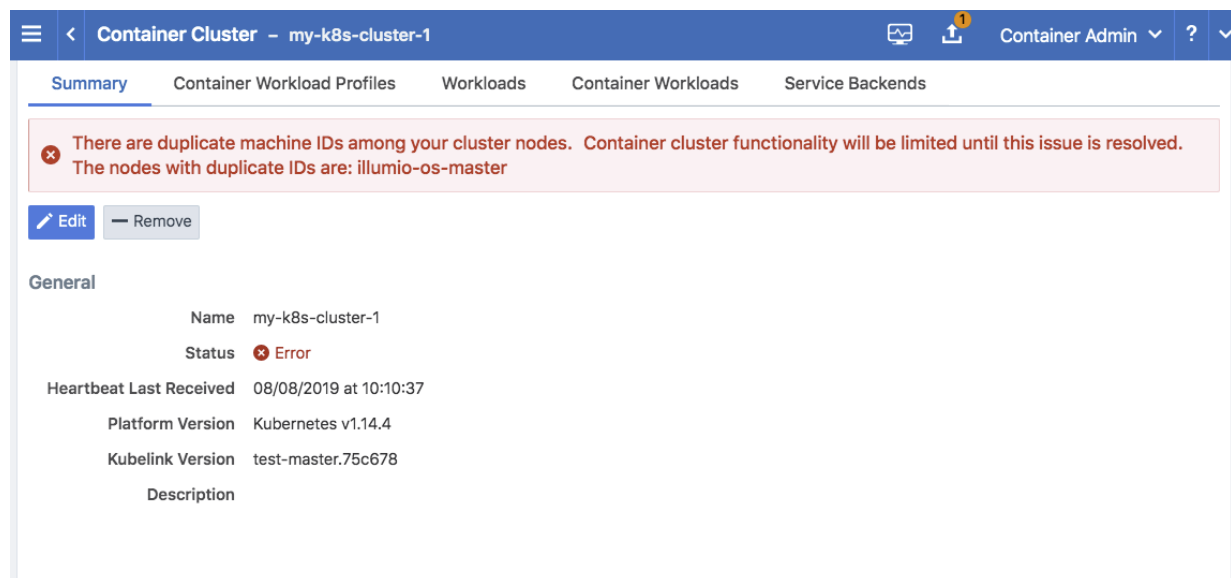 1
Container Cluster – my-k8s-cluster-1 Container Admin ?
Summary Container Workload Profiles Workloads Container Workloads Service Backends
There are duplicate machine IDs among your cluster nodes. Container cluster functionality will be limited until this issue is resolved.
The nodes with duplicate IDs are: illumio-os-master
Edit Remove
General
Name my-k8s-cluster-1
Status Error
Heartbeat Last Received 08/08/2019 at 10:10:37
Platform Version Kubernetes v1.14.4
Kubelink Version test-master.75c678
Description